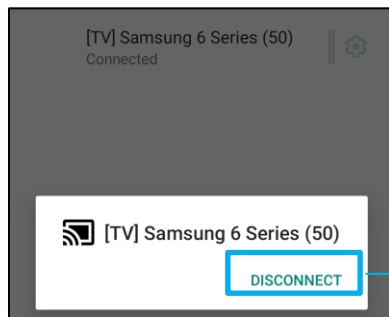 [TV] Samsung 6 Series (50)
Connected
[TV] Samsung 6 Series (50)
DISCONNECT